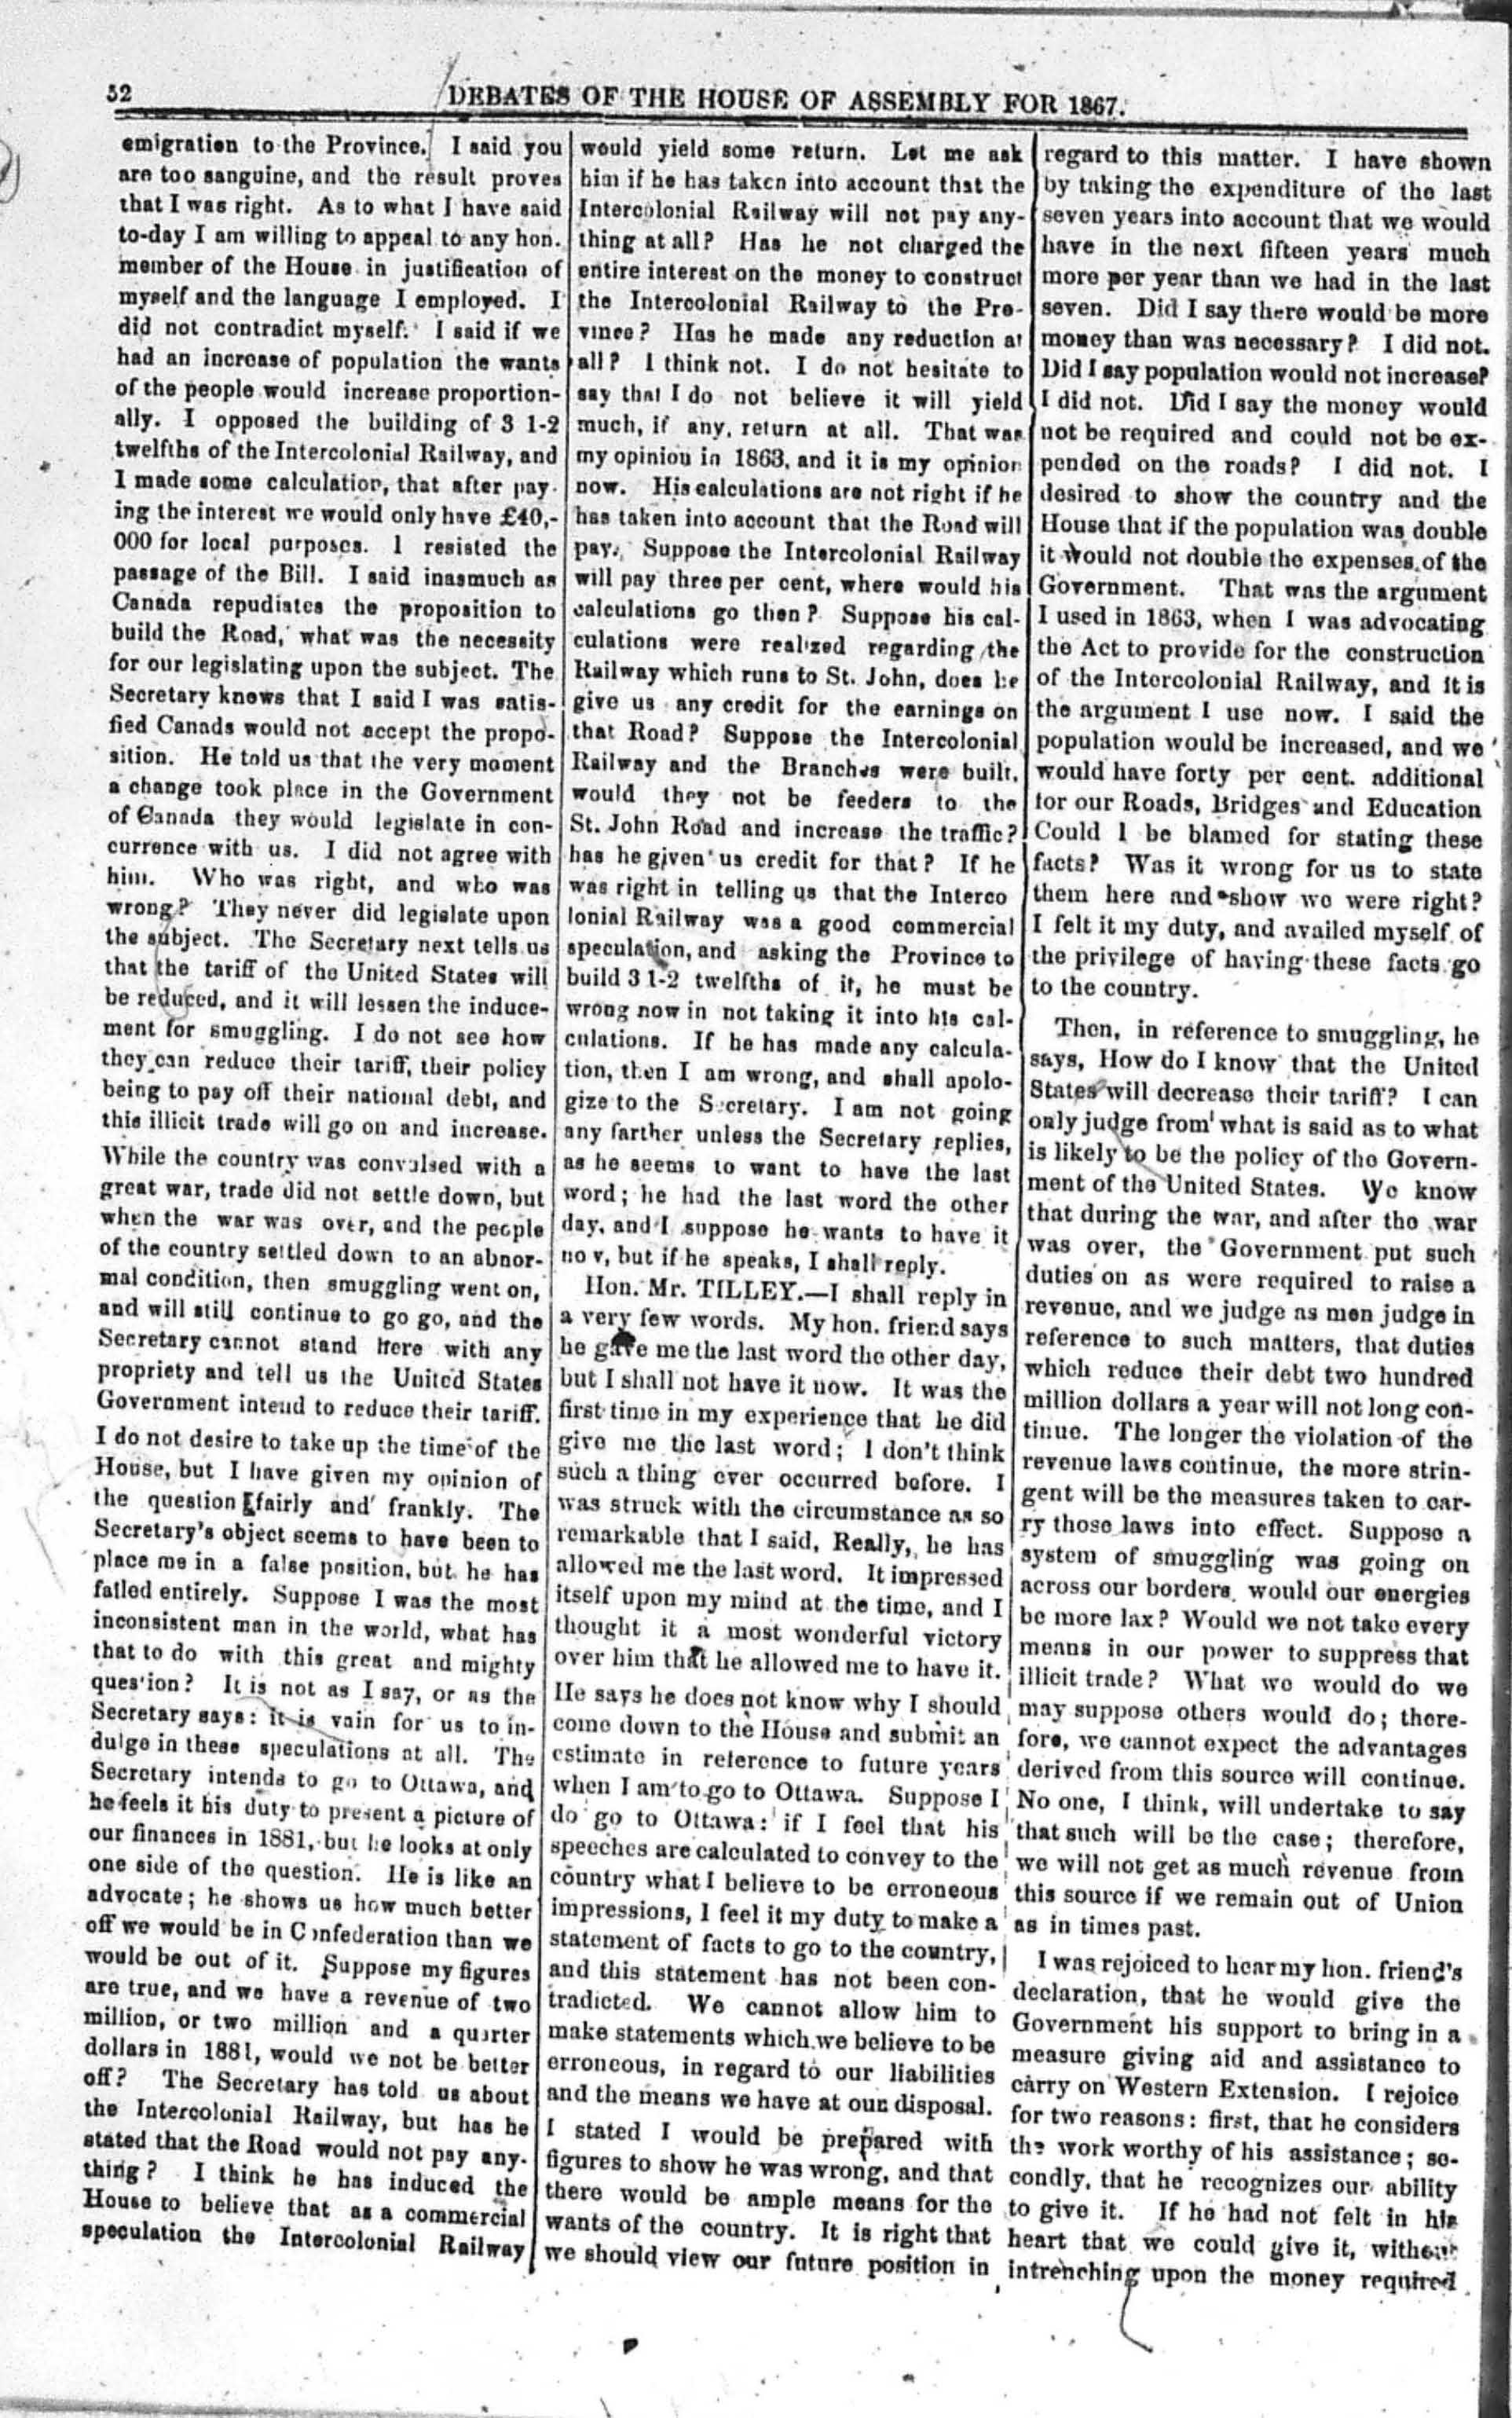 52
DEBATES OF THE HOUSE OF ASSEMBLY FOR 1867.
emigration to the Province. I said you
are too sanguine, and the result proves
that I was right. As to what I have said
to-day I am willing to appeal to any hon.
member of the House in justification of
myself and the language I employed. I
did not contradict myself. I said if we
had an increase of population the wants
of the people would increase proportion-
ally. I opposed the building of 3 1-2
twelfths of the Intercolonial Railway, and
I made some calculation, that after pay-
ing the interest we would only have £40,-
000 for local purposes. I resisted the
passage of the Bill. I said inasmuch as
Canada repudiates the proposition to
build the Road, what was the necessity
for our legislating upon the subject. The
Secretary knows that I said I was satis-
fied Canada would not accept the propo-
sition. He told us that the very moment
a change took place in the Government
of Canada they would legislate in con-
currence with us. I did not agree with
him. Who was right, and who was
wrong? They never did legislate upon
the subject. The Secretary next tells us
that the tariff of the United States will
be reduced, and it will lessen the induce-
ment for smuggling. I do not see how
they can reduce their tariff, their policy
being to pay off their national debt, and
this illicit trade will go on and increase.
While the country was convulsed with a
great war, trade did not settle down, but
when the war was over, and the people
of the country settled down to an abnor-
mal condition, then smuggling went on,
and will still continue to go go, and the
Secretary cannot stand here with any
propriety and tell us the United States
Government intend to reduce their tariff.
I do not desire to take up the time of the
House, but I have given my opinion of
the question fairly and frankly. The
Secretary's object seems to have been to
place me in a false position, but he has
failed entirely. Suppose I was the most
inconsistent man in the world, what has
that to do with this great and mighty
question? It is not as I say, or as the
Secretary says: it is vain for us to in-
dulge in these speculations at all. The
Secretary intends to go to Ottawa, and
he feels it his duty to present a picture of
our finances in 1881, but he looks at only
one side of the question. He is like an
advocate; he shows us how much better
off we would be in Confederation than we
would be out of it. Suppose my figures
are true, and we have a revenue of two
million, or two million and a quarter
dollars in 1881, would we not be better
off? The Secretary has told us about
the Intercolonial Railway, but has he
stated that the Road would not pay any-
thing? I think he has induced the
House to believe that as a commercial
speculation the Intercolonial Railway
would yield some return. Let me ask
him if he has taken into account that the
Intercolonial Railway will not pay any-
thing at all? Has he not charged the
entire interest on the money to construct
the Intercolonial Railway to the Pro-
vince? Has he made any reduction at
all? I think not. I do not hesitate to
say that I do not believe it will yield
much, if any, return at all. That was
my opinion in 1863, and it is my opinion
now. His calculations are not right if he
has taken into account that the Road will
pay. Suppose the Intercolonial Railway
will pay three per cent, where would his
calculations go then? Suppose his cal-
culations were realized regarding the
Railway which runs to St. John, does he
give us any credit for the earnings on
that Road? Suppose the Intercolonial
Railway and the Branches were built,
would they not be feeders to the
St. John Road and increase the traffic?
has he given us credit for that? If he
was right in telling us that the Interco
lonial Railway was a good commercial
speculation, and asking the Province to
build 3 1-2 twelfths of it, he must be
wrong now in not taking it into his cal-
culations. If he has made any calcula-
tion, then I am wrong, and shall apolo-
gize to the Secretary. I am not going
any farther unless the Secretary replies,
as he seems to want to have the last
word; he had the last word the other
day, and I suppose he wants to have it
now, but if he speaks, I shall reply.
Hon. Mr. TILLEY.—I shall reply in
a very few words. My hon. friend says
he gave me the last word the other day,
but I shall not have it now. It was the
first time in my experience that he did
give me the last word; I don't think
such a thing ever occurred before. I
was struck with the circumstance as so
remarkable that I said, Really, he has
allowed me the last word. It impressed
itself upon my mind at the time, and I
thought it a most wonderful victory
over him that he allowed me to have it.
He says he does not know why I should
come down to the House and submit an
estimate in reference to future years
when I am to go to Ottawa. Suppose I
do go to Ottawa: if I feel that his
speeches are calculated to convey to the
country what I believe to be erroneous
impressions, I feel it my duty to make a
statement of facts to go to the country,
and this statement has not been con-
tradicted. We cannot allow him to
make statements which we believe to be
erroneous, in regard to our liabilities
and the means we have at our disposal.
I stated I would be prepared with
figures to show he was wrong, and that
there would be ample means for the
wants of the country. It is right that
we should view our future position in
regard to this matter. I have shown
by taking the expenditure of the last
seven years into account that we would
have in the next fifteen years much
more per year than we had in the last
seven. Did I say there would be more
money than was necessary? I did not.
Did I say population would not increase?
I did not. Did I say the money would
not be required and could not be ex-
pended on the roads? I did not. I
desired to show the country and the
House that if the population was double
it would not double the expenses of the
Government. That was the argument
I used in 1863, when I was advocating
the Act to provide for the construction
of the Intercolonial Railway, and it is
the argument I use now. I said the
population would be increased, and we
would have forty per cent. additional
for our Roads, Bridges and Education
Could I be blamed for stating these
facts? Was it wrong for us to state
them here and show we were right?
I felt it my duty, and availed myself of
the privilege of having these facts go
to the country.
Then, in reference to smuggling, he
says, How do I know that the United
States will decrease their tariff? I can
only judge from what is said as to what
is likely to be the policy of the Govern-
ment of the United States. We know
that during the war, and after the war
was over, the Government put such
duties on as were required to raise a
revenue, and we judge as men judge in
reference to such matters, that duties
which reduce their debt two hundred
million dollars a year will not long con-
tinue. The longer the violation of the
revenue laws continue, the more strin-
gent will be the measures taken to car-
ry those laws into effect. Suppose a
system of smuggling was going on
across our borders, would our energies
be more lax? Would we not take every
means in our power to suppress that
illicit trade? What we would do we
may suppose others would do; there-
fore, we cannot expect the advantages
derived from this source will continue.
No one, I think, will undertake to say
that such will be the case; therefore,
we will not get as much revenue from
this source if we remain out of Union
as in times past.
I was rejoiced to hear my hon. friend's
declaration, that he would give the
Government his support to bring in a
measure giving aid and assistance to
carry on Western Extension. I rejoice
for two reasons: first, that he considers
the work worthy of his assistance; se-
condly, that he recognizes our ability
to give it. If he had not felt in his
heart that we could give it, without
intrenching upon the money required